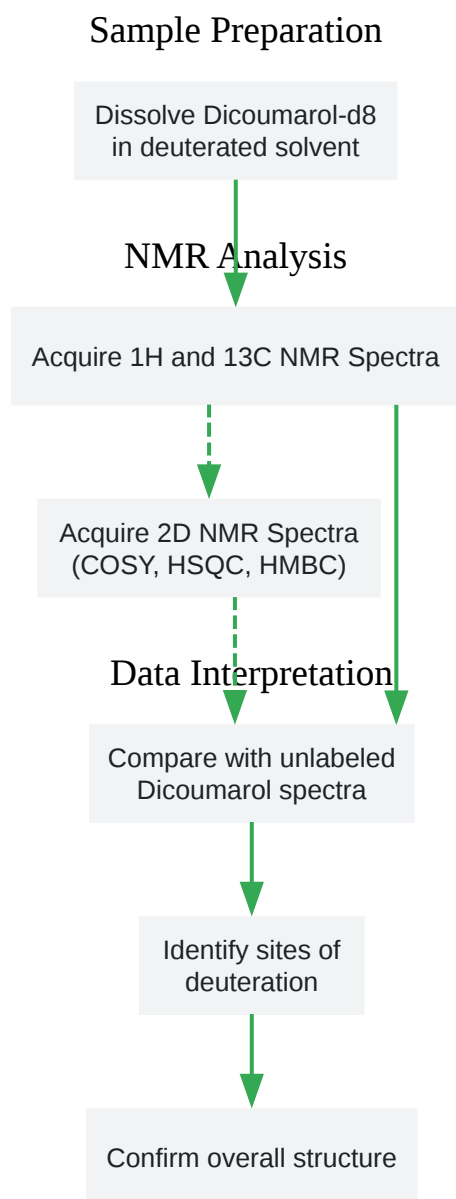 Sample Preparation
Dissolve Dicoumarol-d8
in deuterated solvent
NMR Analysis
Acquire 1H and 13C NMR Spectra
Acquire 2D NMR Spectra
(COSY, HSQC, HMBC)
Data Interpretation
Compare with unlabeled
Dicoumarol spectra
Identify sites of
deuteration
Confirm overall structure